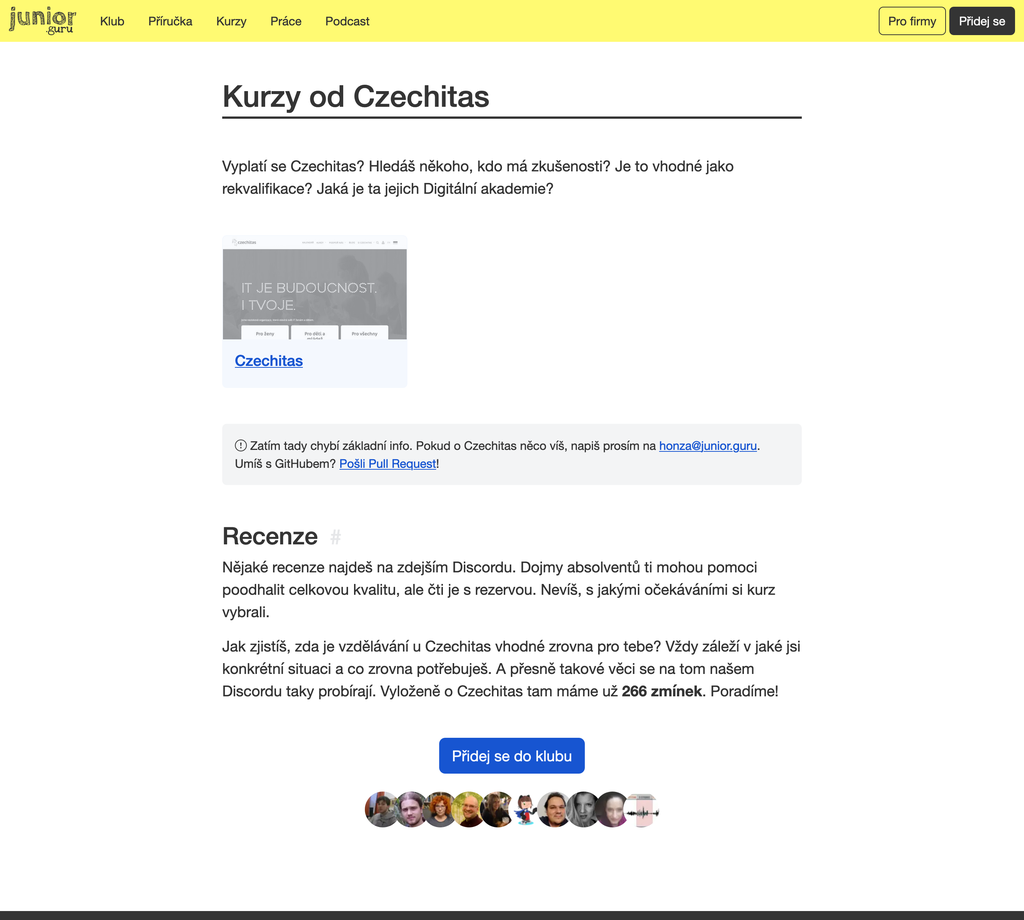 junior
.guru
Klub
Příručka
Kurzy
Práce
Podcast
Pro firmy
Přidej se
Kurzy od Czechitas
Vyplatí se Czechitas? Hledáš někoho, kdo má zkušenosti? Je to vhodné jako
rekvalifikace? Jaká je ta jejich Digitální akademie?
czechitas
IT JE BUDOUCNOST.
I TVOJE.
Pro ženy
Pro děti a
Pro všechny
Czechitas
Zatím tady chybí základní info. Pokud o Czechitas něco víš, napiš prosím na honza@junior.guru.
Umíš s GitHubem? Pošli Pull Request!
Recenze #
Nějaké recenze najdeš na zdejším Discordu. Dojmy absolventů ti mohou pomoci
poodhalit celkovou kvalitu, ale čti je s rezervou. Nevíš, s jakými očekáváními si kurz
vybrali.
Jak zjistíš, zda je vzdělávání u Czechitas vhodné zrovna pro tebe? Vždy záleží v jaké jsi
konkrétní situaci a co zrovna potřebuješ. A přesně takové věci se na tom našem
Discordu taky probírají. Vyloženě o Czechitas tam máme už 266 zmínek. Poradíme!
Přidej se do klubu